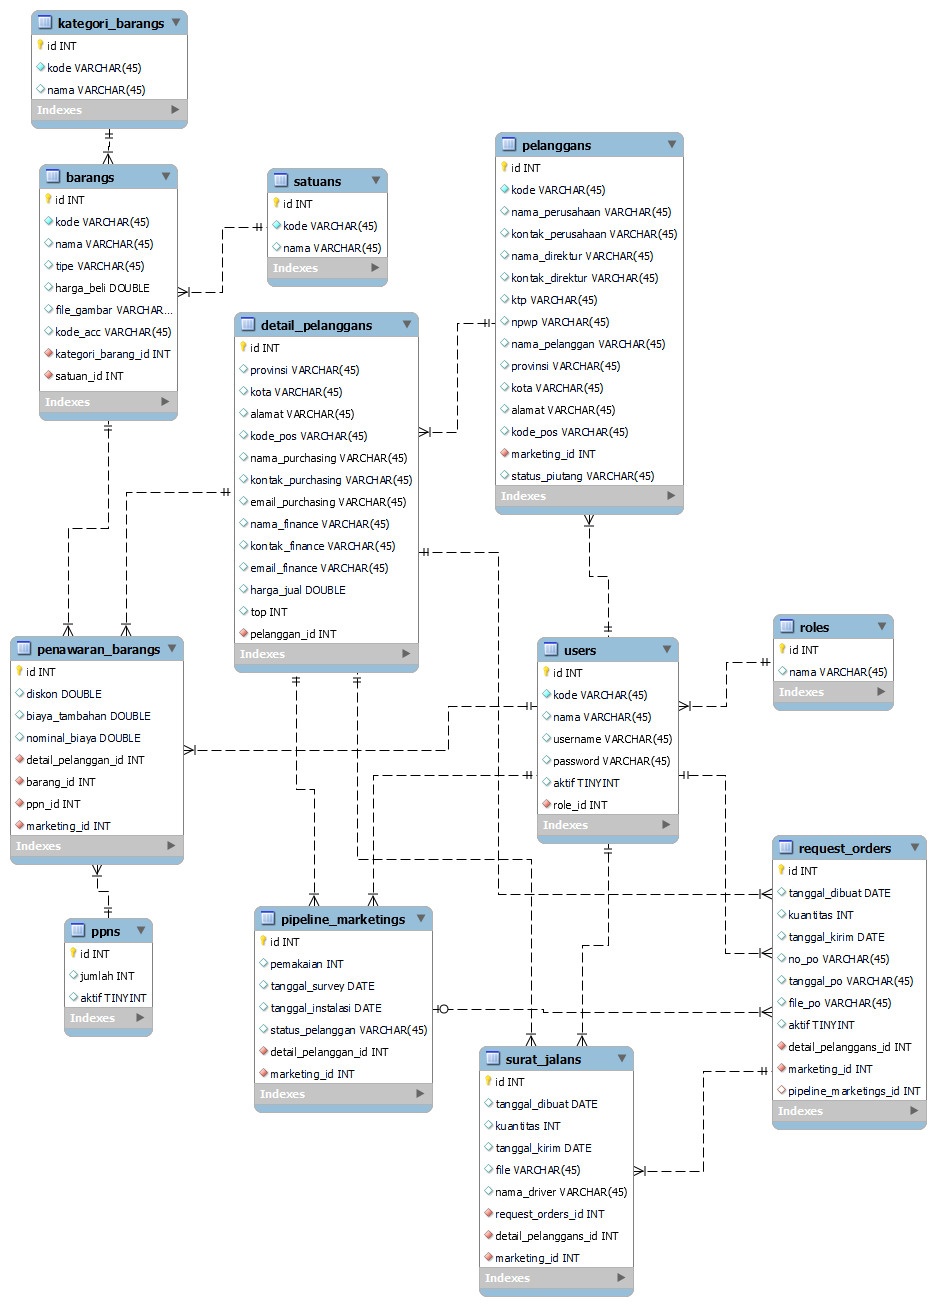 kategori_barangs
id INT
kode VARCHAR(45)
nama VARCHAR(45)
Indexes
barangs
id INT
kode VARCHAR(45)
nama VARCHAR(45)
tipe VARCHAR(45)
harga_beli DOUBLE
file_gambar VARCHAR...
kode_acc VARCHAR(45)
kategori_barang_id INT
satuan_id INT
Indexes
satuans
id INT
kode VARCHAR(45)
nama VARCHAR(45)
Indexes
pelanggans
id INT
kode VARCHAR(45)
nama_perusahaan VARCHAR(45)
kontak_perusahaan VARCHAR(45)
nama_direktur VARCHAR(45)
kontak_direktur VARCHAR(45)
ktp VARCHAR(45)
npwp VARCHAR(45)
nama_pelanggan VARCHAR(45)
provinsi VARCHAR(45)
kota VARCHAR(45)
alamat VARCHAR(45)
kode_pos VARCHAR(45)
marketing_id INT
status_piutang VARCHAR(45)
Indexes
detail_pelanggans
id INT
provinsi VARCHAR(45)
kota VARCHAR(45)
alamat VARCHAR(45)
kode_pos VARCHAR(45)
nama_purchasing VARCHAR(45)
kontak_purchasing VARCHAR(45)
email_purchasing VARCHAR(45)
nama_finance VARCHAR(45)
kontak_finance VARCHAR(45)
email_finance VARCHAR(45)
harga_jual DOUBLE
top INT
pelanggan_id INT
Indexes
penawaran_barangs
id INT
diskon DOUBLE
biaya_tambahan DOUBLE
nominal_biaya DOUBLE
detail_pelanggan_id INT
barang_id INT
ppn_id INT
marketing_id INT
Indexes
users
id INT
kode VARCHAR(45)
nama VARCHAR(45)
username VARCHAR(45)
password VARCHAR(45)
aktif TINYINT
role_id INT
Indexes
roles
id INT
nama VARCHAR(45)
Indexes
ppns
id INT
jumlah INT
aktif TINYINT
Indexes
pipeline_marketings
id INT
pemakaian INT
tanggal_survey DATE
tanggal_instalasi DATE
status_pelanggan VARCHAR(45)
detail_pelanggan_id INT
marketing_id INT
Indexes
request_orders
id INT
tanggal_dibuat DATE
kuantitas INT
tanggal_kirim DATE
no_po VARCHAR(45)
tanggal_po VARCHAR(45)
file_po VARCHAR(45)
aktif TINYINT
detail_pelanggans_id INT
marketing_id INT
pipeline_marketings_id INT
Indexes
surat_jalans
id INT
tanggal_dibuat DATE
kuantitas INT
tanggal_kirim DATE
file VARCHAR(45)
nama_driver VARCHAR(45)
request_orders_id INT
detail_pelanggans_id INT
marketing_id INT
Indexes